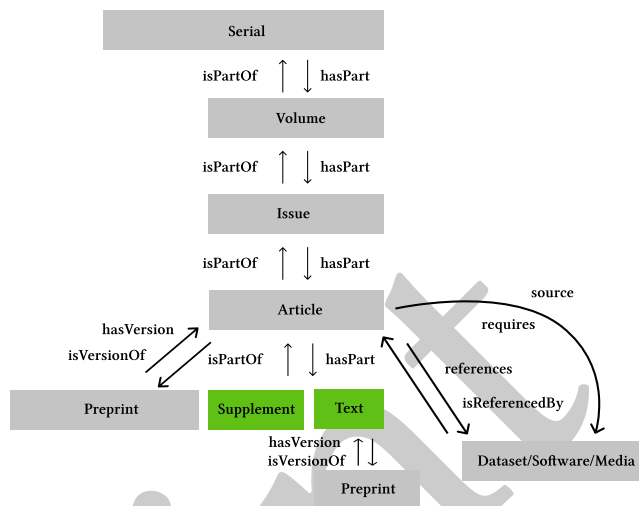 Serial
isPartOf hasPart
Volume
isPartOf hasPart
Issue
isPartOf hasPart
source
Article
hasVersion
requires
isVersionOf
isPartOf hasPart
references
isReferencedBy
Preprint
Supplement
Text
hasVersion
isVersionOf
Dataset/Software/Media
Preprint